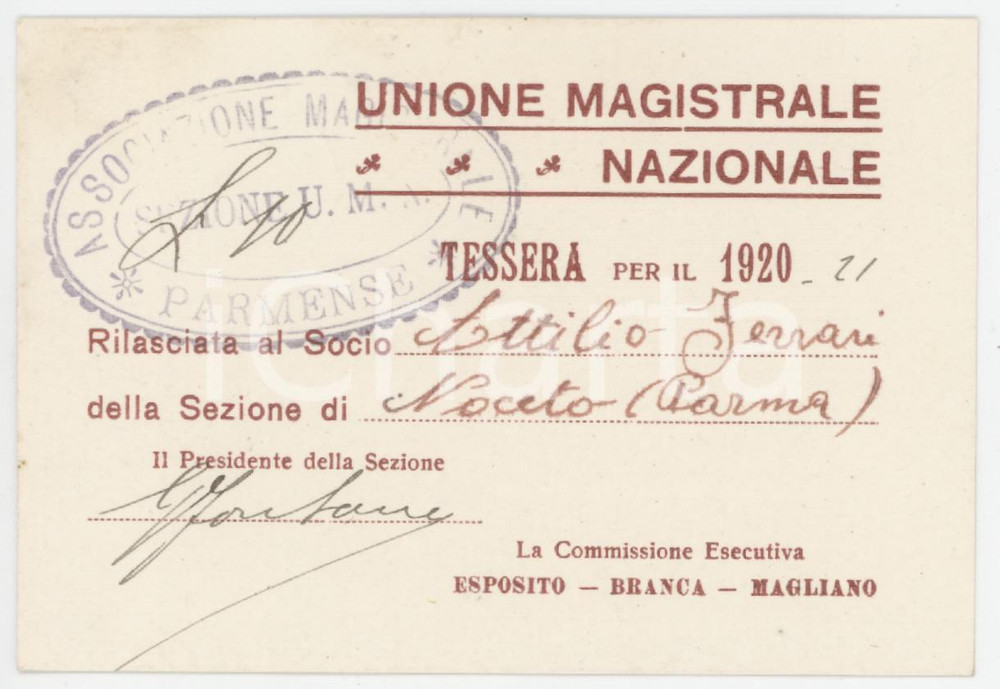 UNIONE MAGISTRALE
NAZIONALE
ASSOCIAZIONE MAGISTRALE
SEZIONE U. M. N.
PARMENSE
TESSERA PER IL 1920 - 21
Rilasciata al Socio Attilio Ferrari
della Sezione di Noceto (Parma)
Il Presidente della Sezione
La Commissione Esecutiva
ESPOSITO — BRANCA — MAGLIANO
iCharta